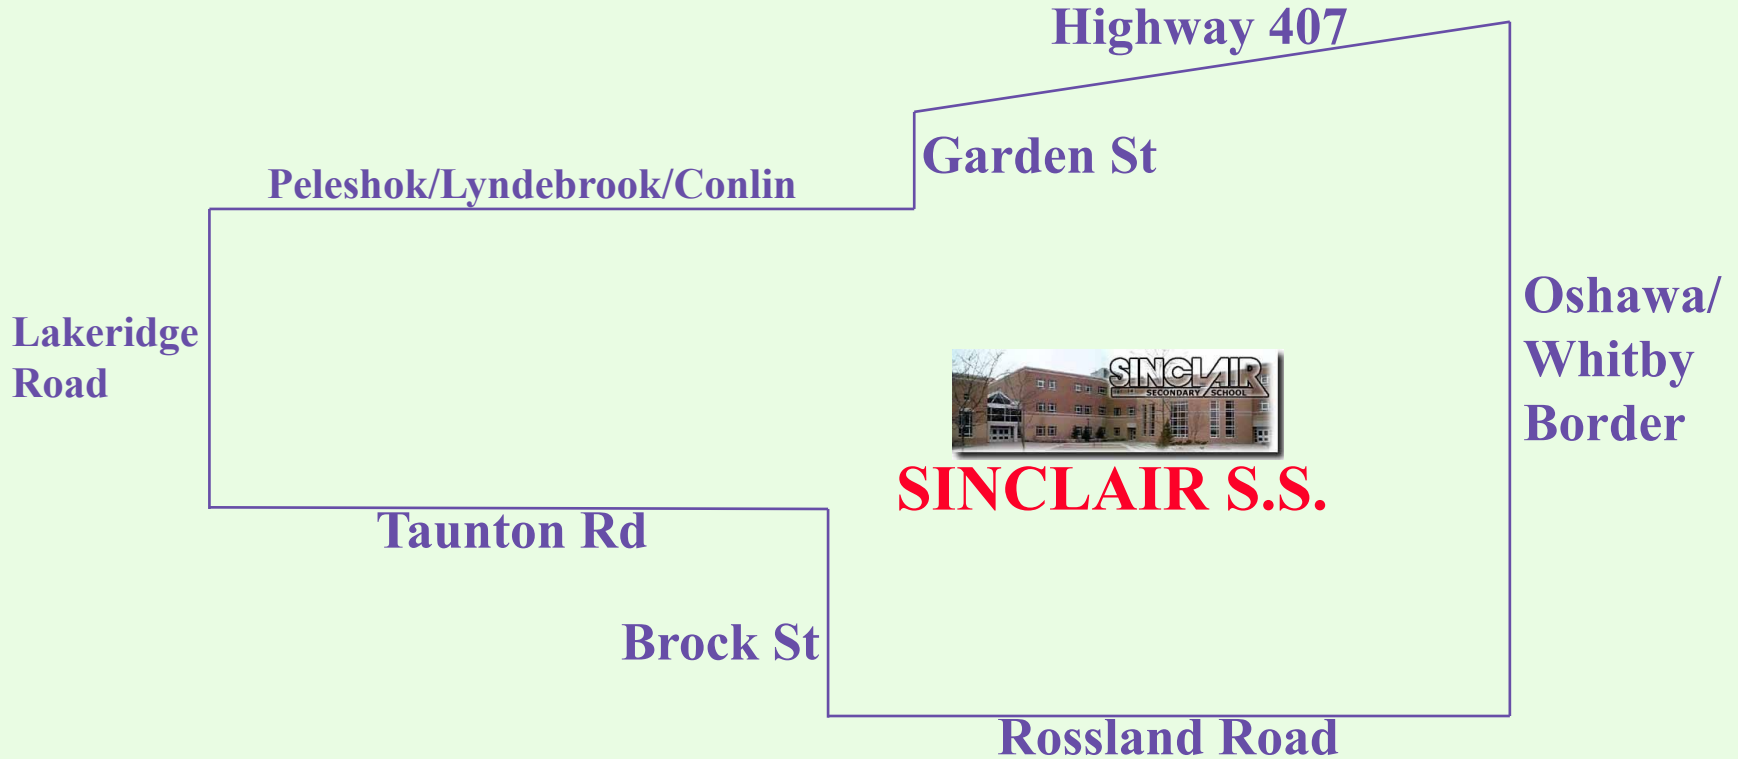 Highway 407
Garden St
Peleshok/Lyndebrook/Conlin
Lakeridge
Road
Oshawa/
Whitby
Border
SINCLAIR
SECONDARY SCHOOL
SINCLAIR S.S.
Taunton Rd
Brock St
Rossland Road